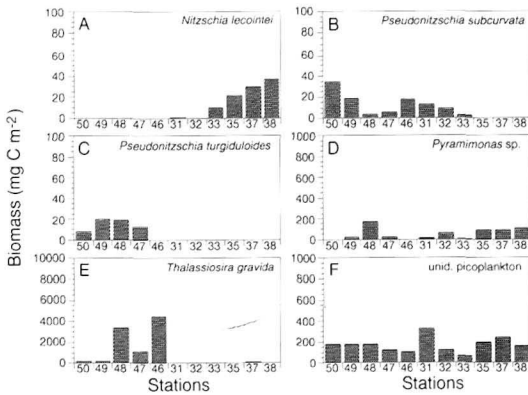 Biomass (mg C m⁻²)
A
Nitzschia lecointei
100
80
60
40
20
0
50 49 48 47 46 31 32 33 35 37 38
B
Pseudonitzschia subcurvata
100
80
60
40
20
0
50 49 48 47 46 31 32 33 35 37 38
C
Pseudonitzschia turgiduloides
100
80
60
40
20
0
50 49 48 47 46 31 32 33 35 37 38
D
Pyramimonas sp.
1000
800
600
400
200
0
50 49 48 47 46 31 32 33 35 37 38
E
Thalassiosira gravida
10000
8000
6000
4000
2000
0
50 49 48 47 46 31 32 33 35 37 38
Stations
F
unid. picoplankton
1000
800
600
400
200
0
50 49 48 47 46 31 32 33 35 37 38
Stations